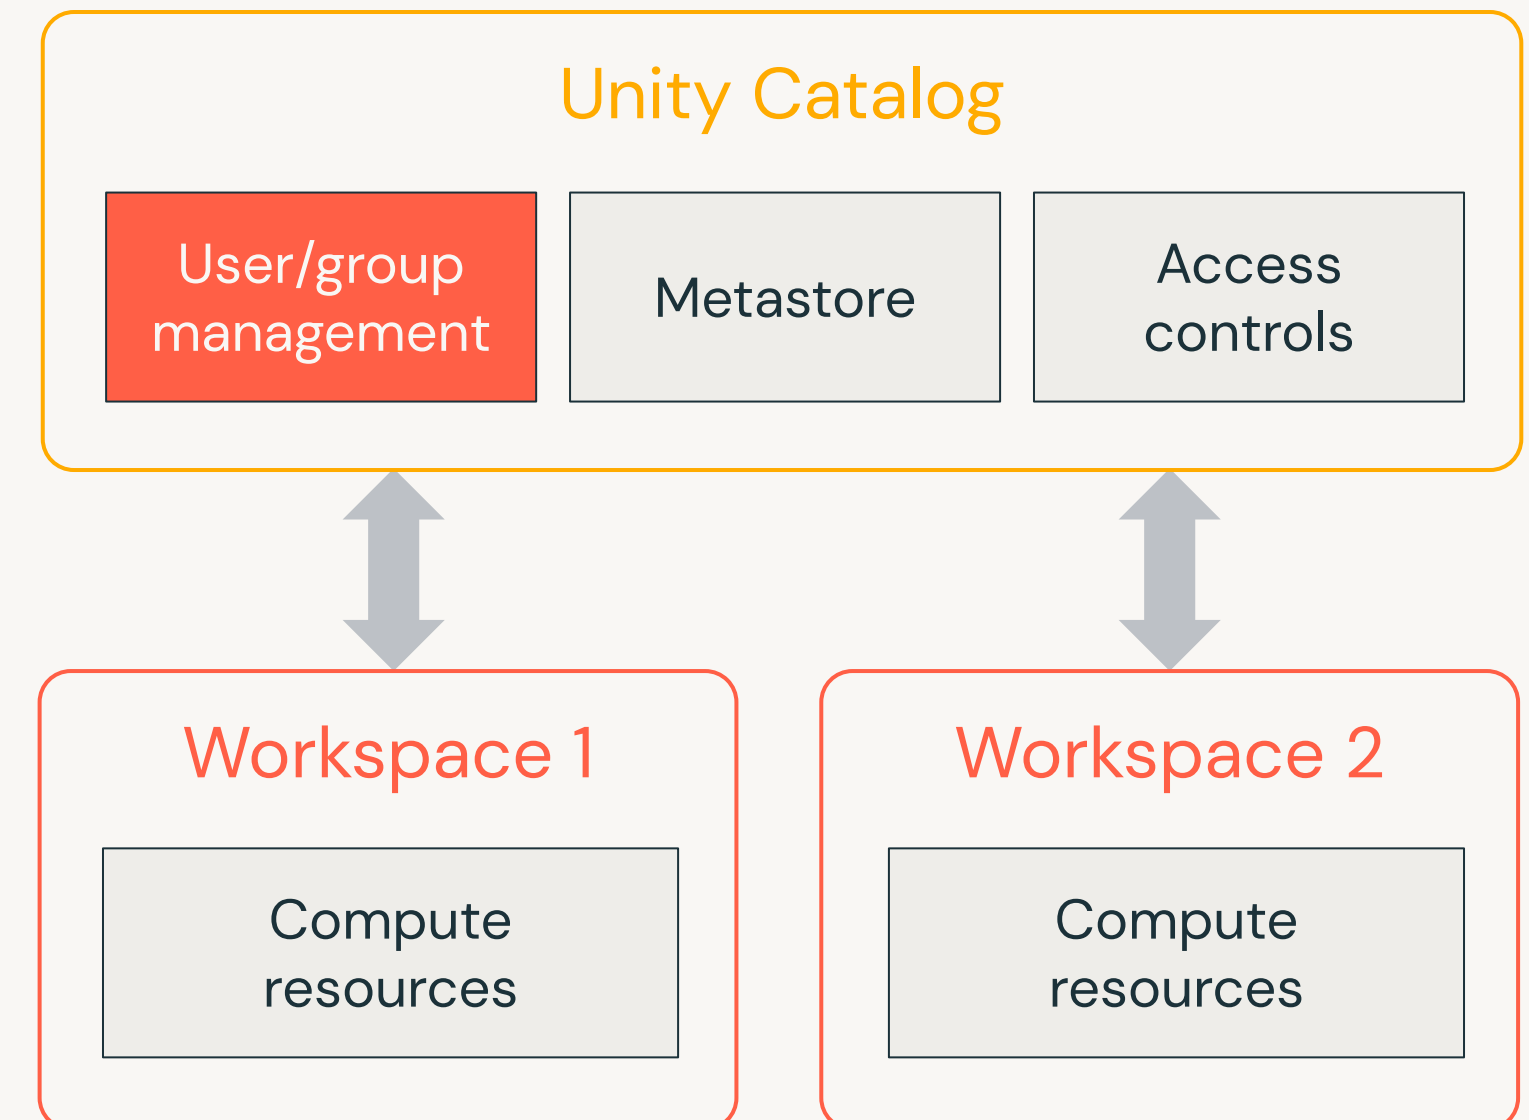 Unity Catalog
User/group
management
Metastore
Access
controls
Workspace 1
Compute
resources
Workspace 2
Compute
resources